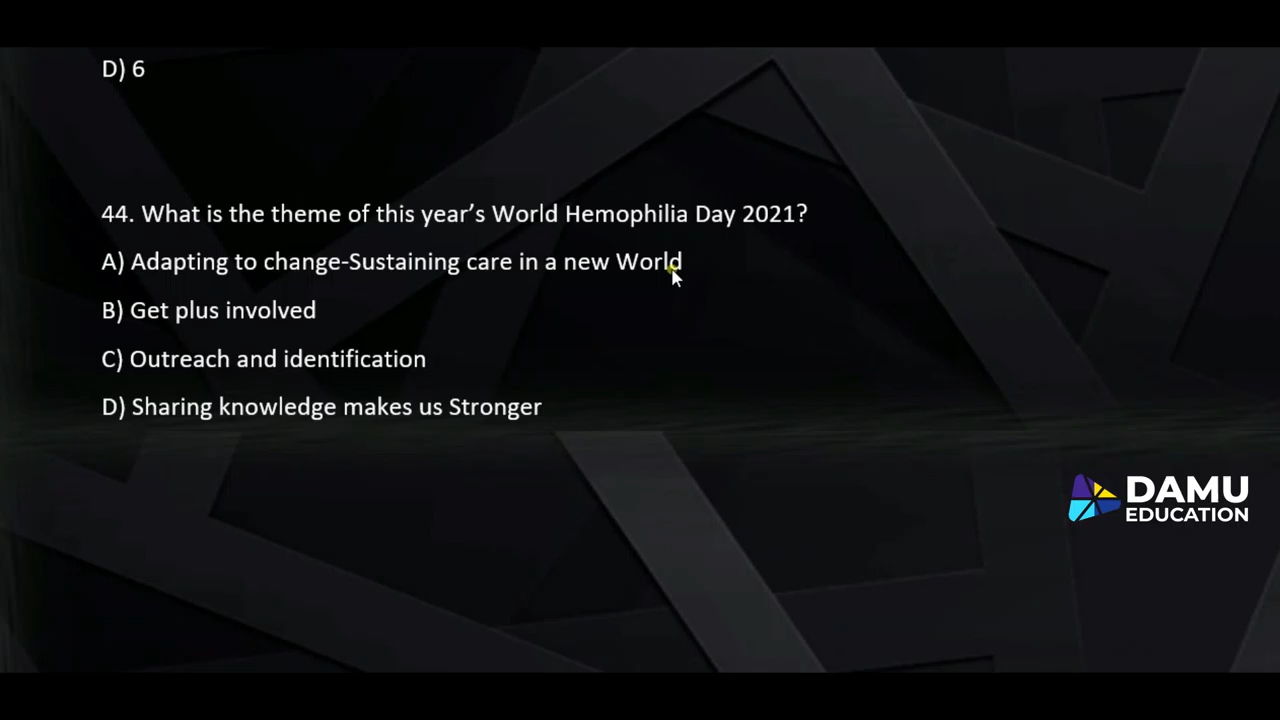 D) 6
44. What is the theme of this year’s World Hemophilia Day 2021?
A) Adapting to change-Sustaining care in a new World
B) Get plus involved
C) Outreach and identification
D) Sharing knowledge makes us Stronger
DAMU
EDUCATION